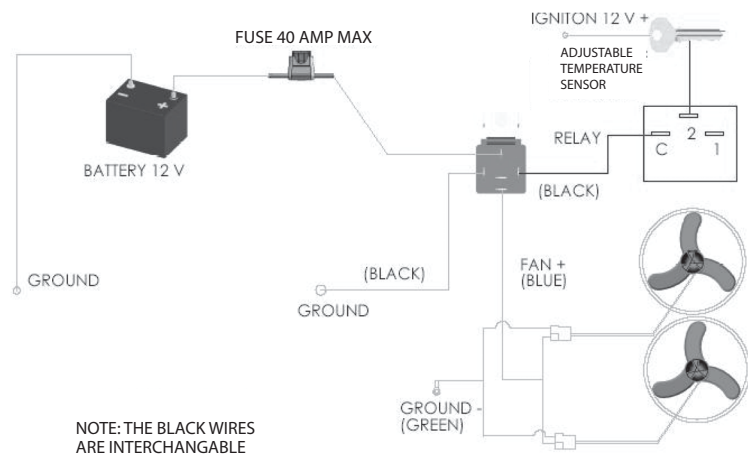 IGNITON 12 V +
FUSE 40 AMP MAX
ADJUSTABLE
TEMPERATURE
SENSOR
RELAY
2
C
1
BATTERY 12 V
(BLACK)
(BLACK)
FAN +
(BLUE)
GROUND
GROUND
GROUND -
(GREEN)
NOTE: THE BLACK WIRES
ARE INTERCHANGABLE